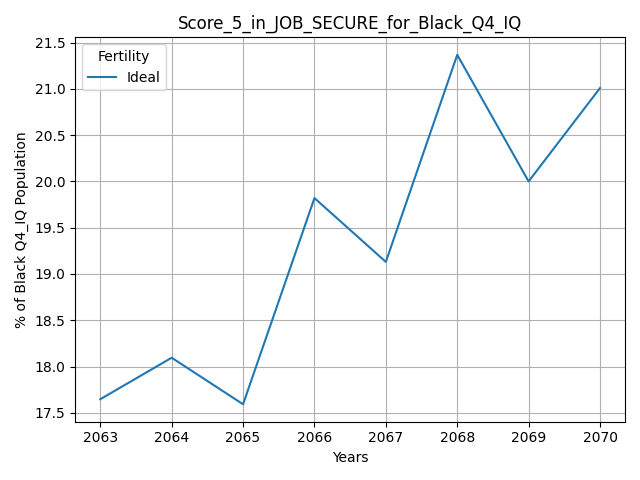 Score_5_in_JOB_SECURE_for_Black_Q4_IQ
Fertility
Ideal
% of Black Q4_IQ Population
21.5
21.0
20.5
20.0
19.5
19.0
18.5
18.0
17.5
2063 2064 2065 2066 2067 2068 2069 2070
Years